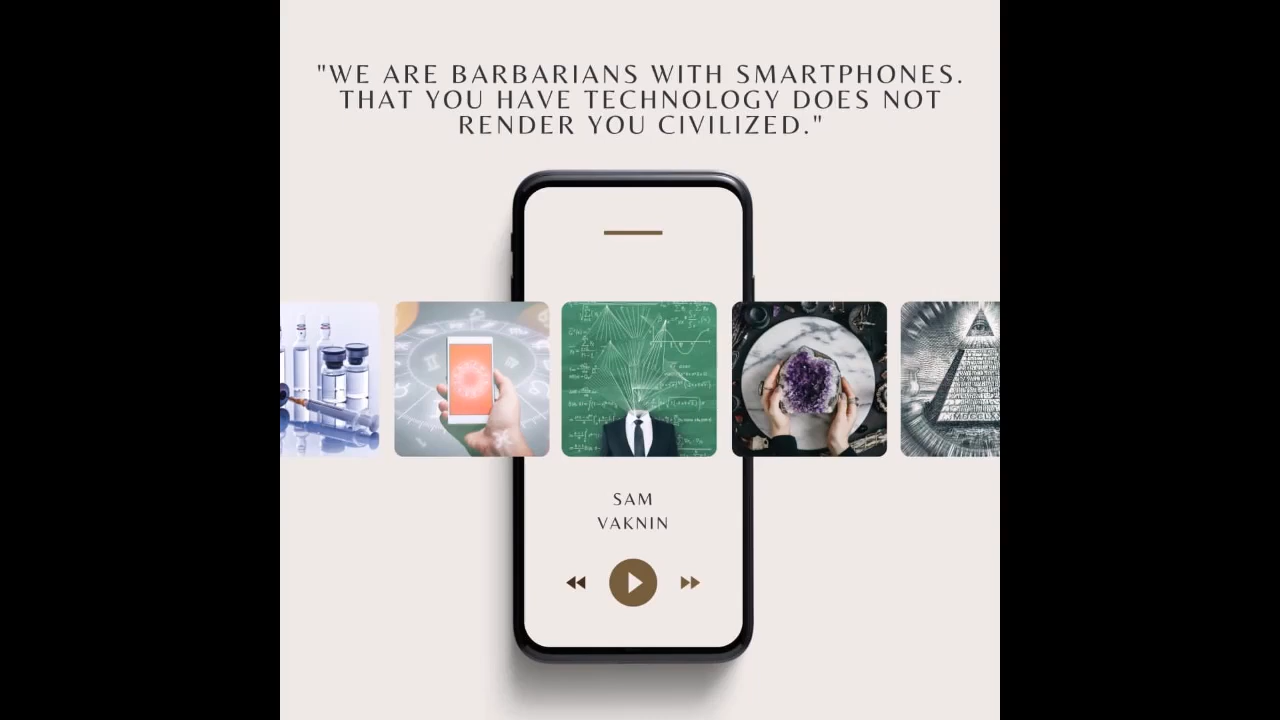 "WE ARE BARBARIANS WITH SMARTPHONES.
THAT YOU HAVE TECHNOLOGY DOES NOT
RENDER YOU CIVILIZED."
SAM
VAKNIN